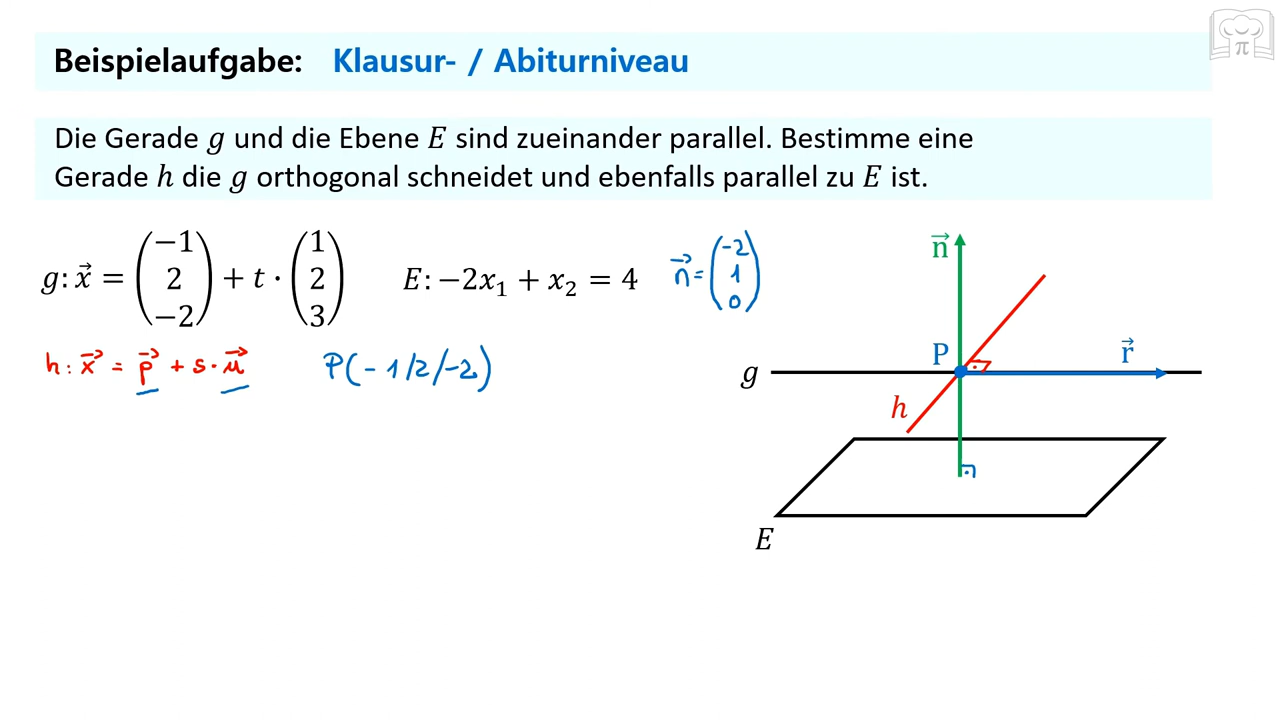 Beispielaufgabe: Klausur- / Abiturniveau
Die Gerade g und die Ebene E sind zueinander parallel. Bestimme eine
Gerade h die g orthogonal schneidet und ebenfalls parallel zu E ist.
g: x⃗ = (−1 2 −2) + t · (1 2 3) E: −2x₁ + x₂ = 4 n⃗ = (-2 1 0)
h: x⃗ = p⃗ + s · u⃗ P(-1/2/-2)
n⃗
P
r⃗
g
h
E
π